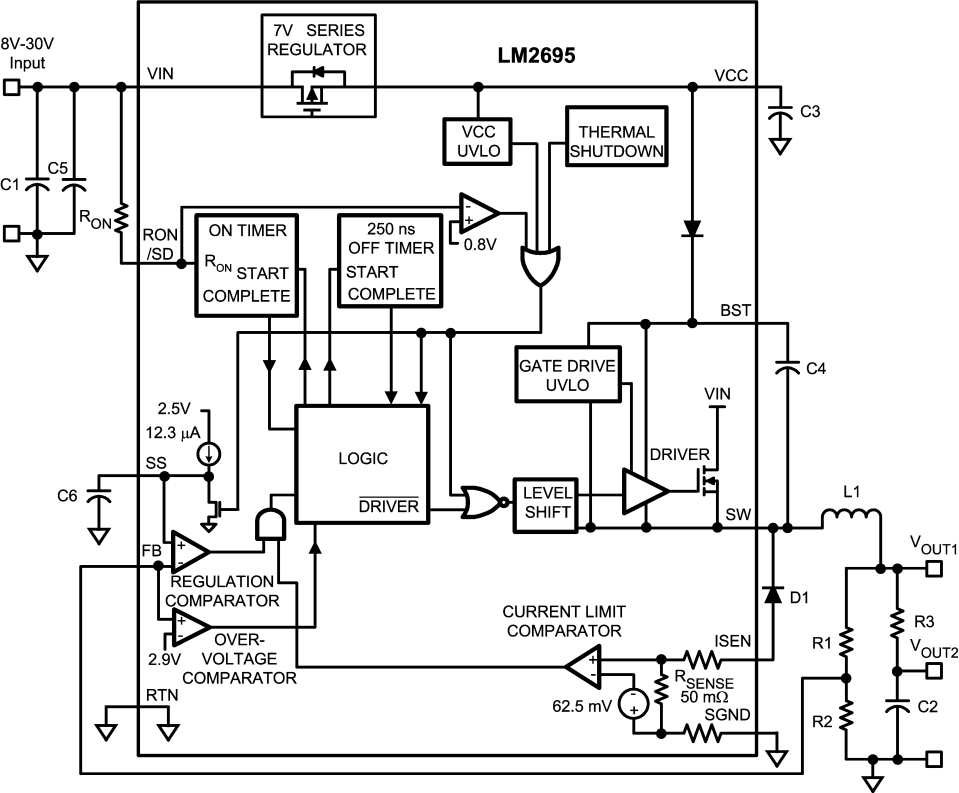 7V SERIES
REGULATOR
LM2695
8V-30V
Input
VIN
VCC
C3
VCC
UVLO
THERMAL
SHUTDOWN
C1
C5
RON
RON
/SD
ON TIMER
RON
START
COMPLETE
250 ns
OFF TIMER
START
COMPLETE
-
+
0.8V
BST
GATE DRIVE
UVLO
C4
VIN
2.5V
12.3 μA
SS
C6
LOGIC
DRIVER
LEVEL
SHIFT
DRIVER
SW
L1
VOUT1
FB
+
-
REGULATION
COMPARATOR
+
-
2.9V
OVER-
VOLTAGE
COMPARATOR
CURRENT LIMIT
COMPARATOR
+
-
62.5 mV
-
+
ISEN
RSENSE
50 mΩ
SGND
D1
R1
R3
VOUT2
R2
C2
RTN